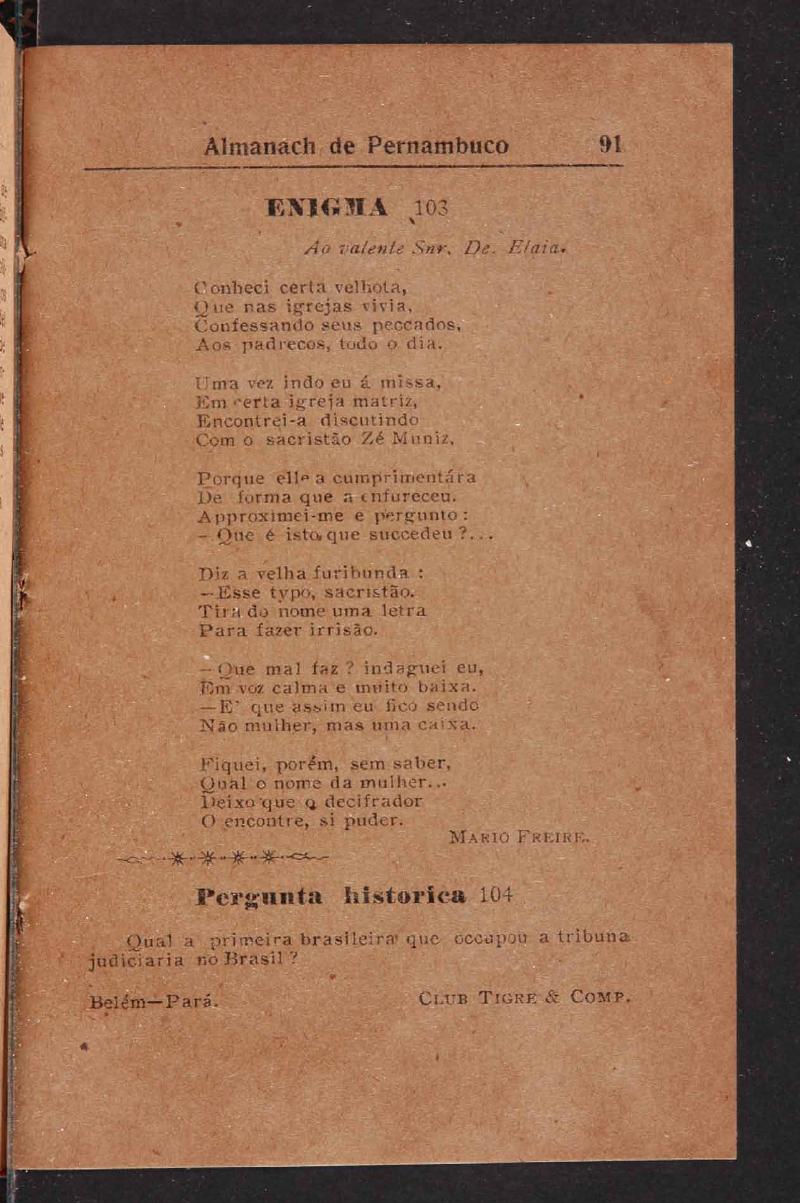 Almanach de Pernambuco 91
ENIGMA 103
Ao valente Snr. De. Elaia.
Conheci certa velhota,
Que nas igrejas vivia,
Confessando seus peccados,
Aos padrecos, todo o dia.
Uma vez indo eu á missa,
Em certa igreja matriz,
Encontrei-a discutindo
Com o sacristão Zé Muniz,
Porque elle a cumprimentára
De forma que a enfureceu.
Approximei-me e pergunto :
— Que é isto, que succedeu ?...
Diz a velha furibunda :
— Esse typo, sacristão.
Tira do nome uma letra
Para fazer irrisão.
— Que mal faz ? indaguei eu,
Em voz calma e muito baixa.
— E' que assim eu fico sendo
Não mulher, mas uma caixa.
Fiquei, porém, sem saber,
Qual o nome da mulher...
Deixo que o decifrador
O encontre, si puder.
MARIO FREIRE.
Pergunta historica 104
Qual a primeira brasileira que occupou a tribuna
judiciaria no Brasil ?
Belém—Pará. CLUB TIGRE & COMP.